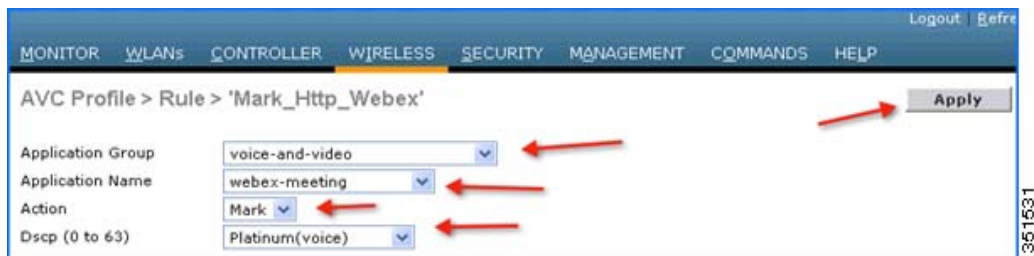 Logout | Refre
MONITOR WLANs CONTROLLER WIRELESS SECURITY MANAGEMENT COMMANDS HELP
AVC Profile > Rule > 'Mark_Http_Webex' Apply
Application Group voice-and-video
Application Name webex-meeting
Action Mark
Dscp (0 to 63) Platinum(voice)
351531